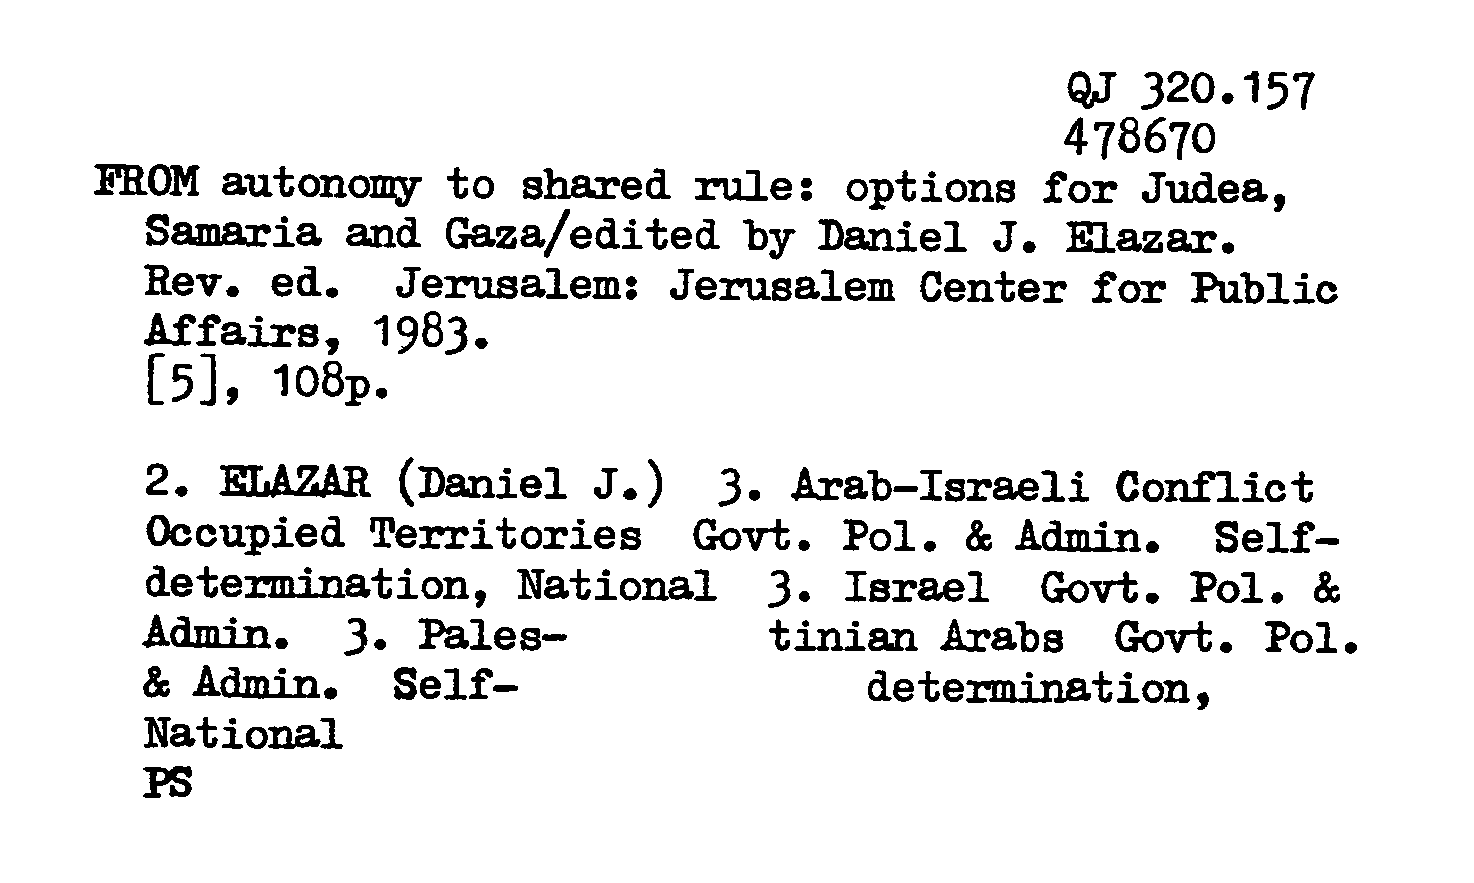 QJ 320.157
478670
FROM autonomy to shared rule: options for Judea,
Samaria and Gaza/edited by Daniel J. Elazar.
Rev. ed. Jerusalem: Jerusalem Center for Public
Affairs, 1983.
[5], 108p.
2. ELAZAR (Daniel J.) 3. Arab-Israeli Conflict
Occupied Territories Govt. Pol. & Admin. Self-
determination, National 3. Israel Govt. Pol. &
Admin. 3. Pales- tinian Arabs Govt. Pol.
& Admin. Self- determination,
National
PS